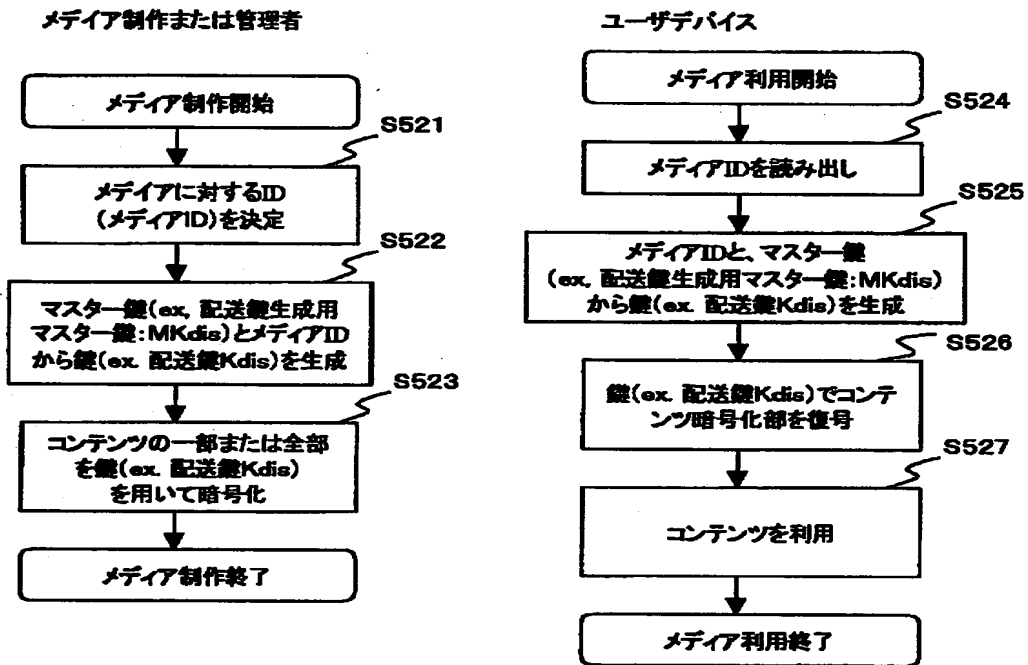 メデイア制作または管理者
メディア制作開始
S521
メデイアに対するID
(メディアID)を決定
S522
マスター鍵(ex, 配送鍵生成用
マスター鍵:MKdis)とメディアID
から鍵(ex. 配送鍵Kdis)を生成
S523
コンテンツの一部または全部
を鍵(ex. 配送鍵Kdis)
を用いて暗号化
メディア制作終了
ユーザデバイス
メディア利用開始
S524
メディアIDを読み出し
S525
メディアIDと、マスター鍵
(ex, 配送鍵生成用マスター鍵:MKdis)
から鍵(ex. 配送鍵Kdis)を生成
S526
鍵(ex. 配送鍵Kdis)でコンテ
ンツ暗号化部を復号
S527
コンテンツを利用
メディア利用終了